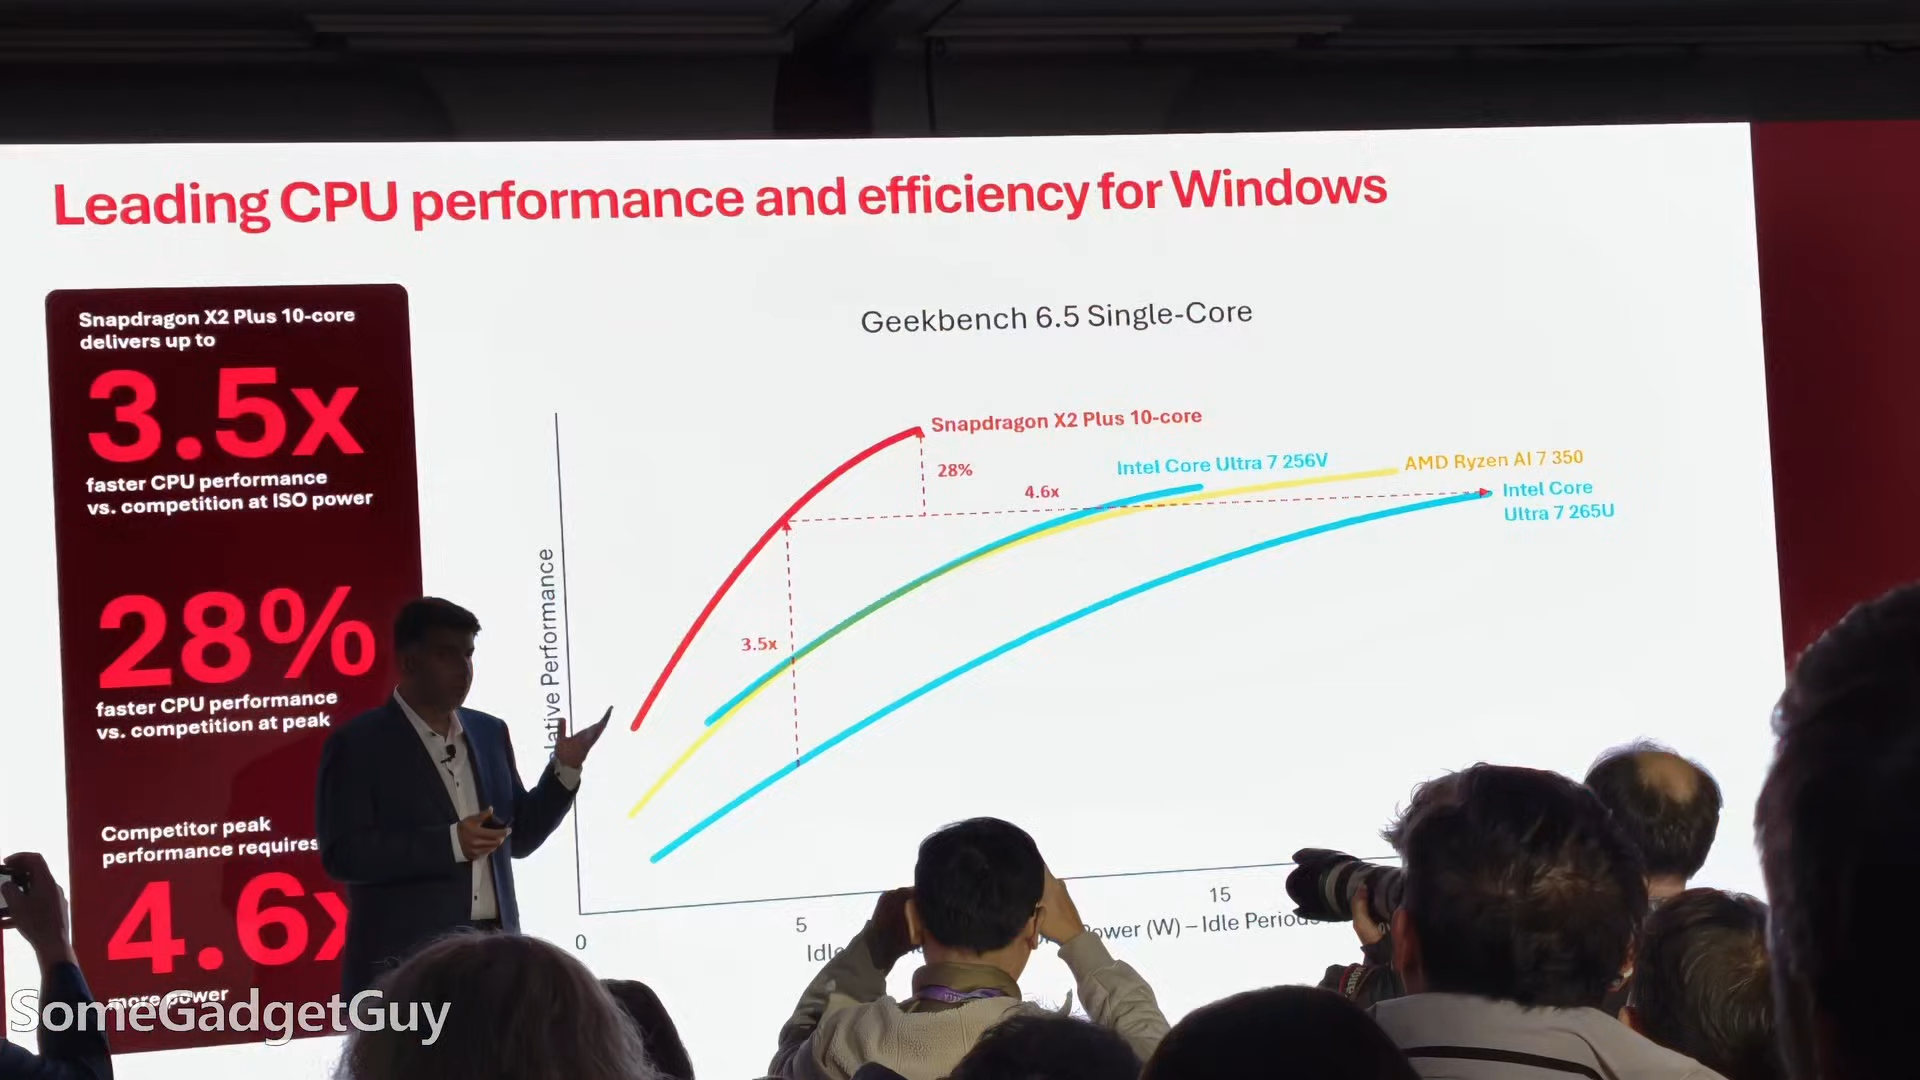 Leading CPU performance and efficiency for Windows
Snapdragon X2 Plus 10-core
delivers up to
3.5x
faster CPU performance
vs. competition at ISO power
28%
faster CPU performance
vs. competition at peak
Competitor peak
performance requires
4.6x
more power
Geekbench 6.5 Single-Core
Relative Performance
Snapdragon X2 Plus 10-core
28%
4.6x
3.5x
Intel Core Ultra 7 256V
AMD Ryzen AI 7 350
Intel Core
Ultra 7 265U
0
5
15
Power (W) – Idle Period
SomeGadgetGuy